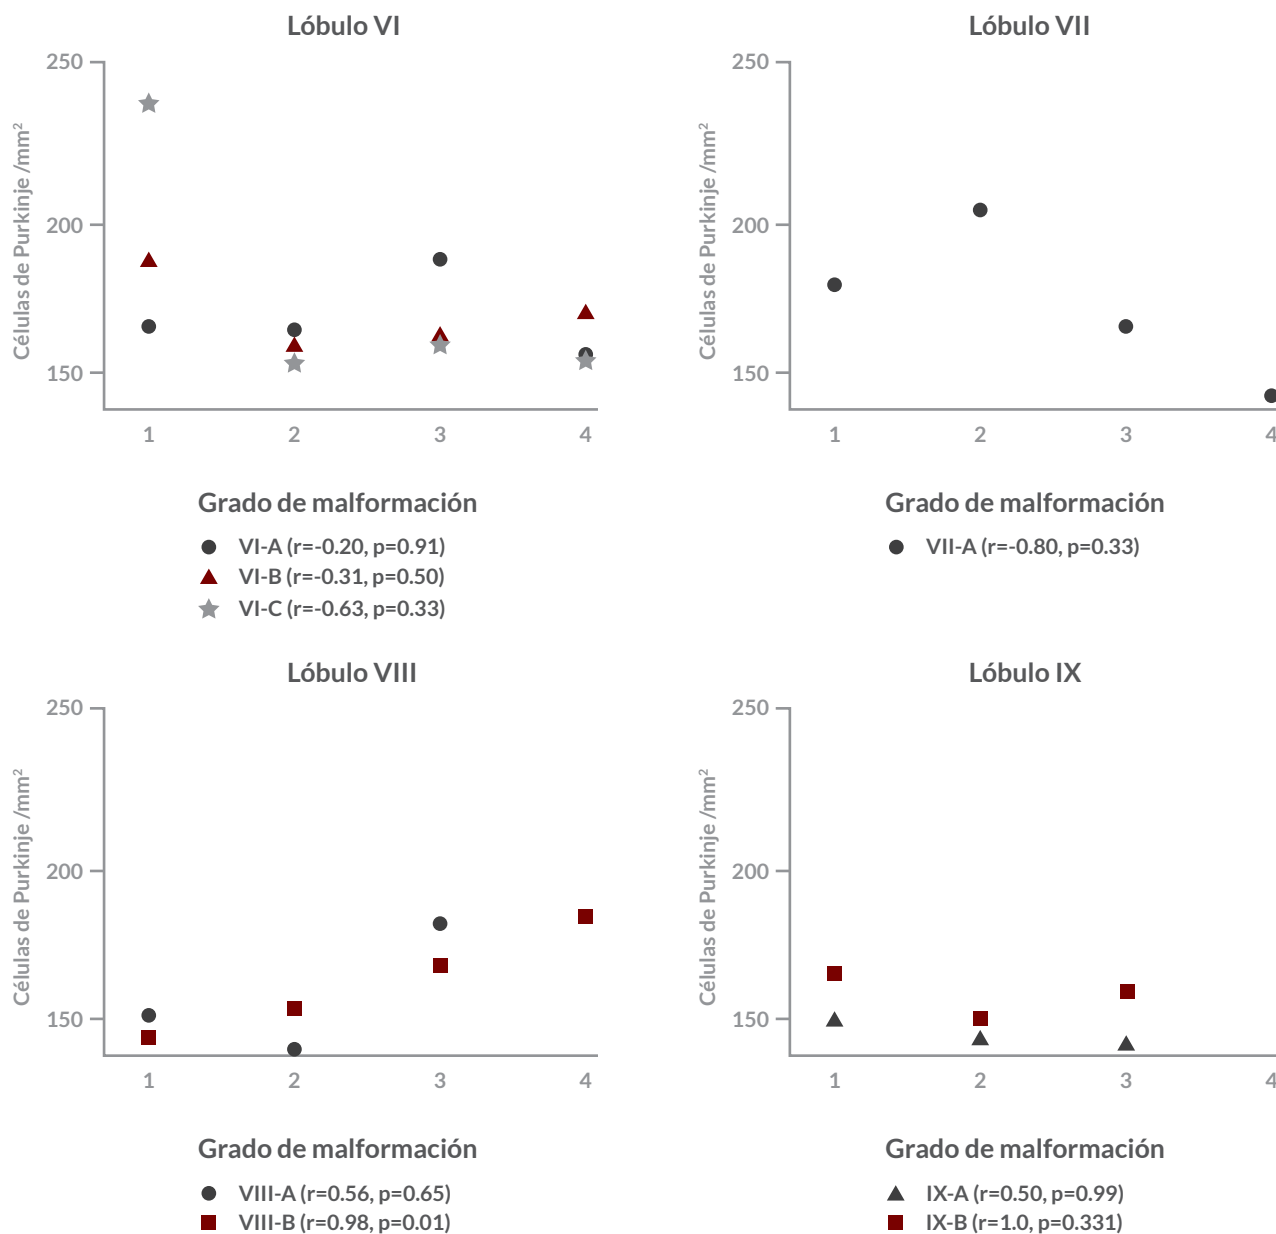 Lóbulo VI
250
200
150
Células de Purkinje /mm²
1 2 3 4
Grado de malformación
VI-A (r=-0.20, p=0.91)
VI-B (r=-0.31, p=0.50)
VI-C (r=-0.63, p=0.33)
Lóbulo VII
250
200
150
Células de Purkinje /mm²
1 2 3 4
Grado de malformación
VII-A (r=-0.80, p=0.33)
Lóbulo VIII
250
200
150
Células de Purkinje /mm²
1 2 3 4
Grado de malformación
VIII-A (r=0.56, p=0.65)
VIII-B (r=0.98, p=0.01)
Lóbulo IX
250
200
150
Células de Purkinje /mm²
1 2 3 4
Grado de malformación
IX-A (r=0.50, p=0.99)
IX-B (r=1.0, p=0.331)